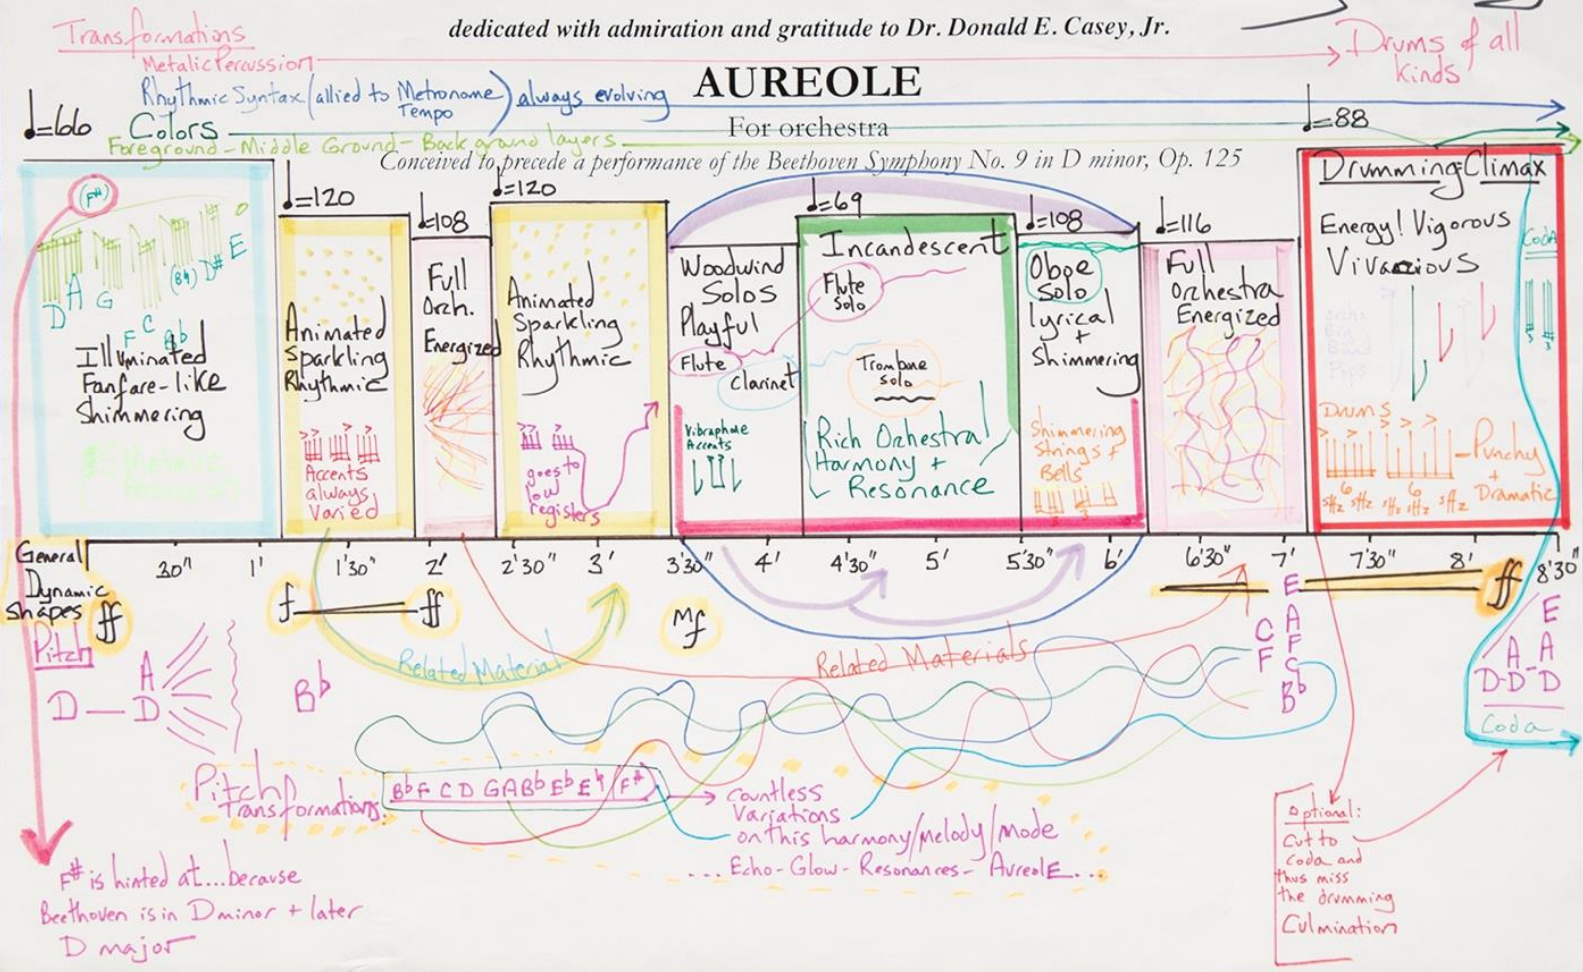 dedicated with admiration and gratitude to Dr. Donald E. Casey, Jr.
Transformations
Metalic Percussion
Drums of all
kinds
AUREOLE
Rhythmic Syntax (allied to Metronome
Tempo) always evolving
♩=66
Colors
For orchestra
♩=88
Foreground - Middle Ground - Background layers
Conceived to precede a performance of the Beethoven Symphony No. 9 in D minor, Op. 125
(F#)
D A G F C Bb (B♮) D# E
Illuminated
Fanfare-like
Shimmering
Metalic
♩=120
Animated
Sparkling
Rhythmic
Accents
always
Varied
♩=108
Full
Orch.
Energized
♩=120
Animated
Sparkling
Rhythmic
goes to
low
registers
Woodwind
Solos
Playful
Flute
Clarinet
Vibraphone
Accents
♩=69
Incandescent
Flute
Solo
Trombone
solo
Rich Orchestral
Harmony +
Resonance
♩=108
Oboe
Solo
lyrical
+
Shimmering
Shimmering
Strings +
Bells
3 3
♩=116
Full
Orchestra
Energized
Drumming Climax
Energy! Vigorous
Vivacious
Coda
3 3
Drums
Punchy
+
Dramatic
6 6
sffz sffz sffz sffz sffz
General
Dynamic
Shapes
30" 1' 1'30" 2' 2'30" 3' 3'30" 4' 4'30" 5' 5'30" 6' 6'30" 7' 7'30" 8' 8'30"
ff
f ff
mf
ff
Pitch
D — D
A
Bb
Related Material
Related Materials
E
A
C F
F C
Bb
E
A A
D-D-D
Coda
Pitch
Transformations
Bb F C D G A Bb Eb E♮ (F#)
countless
Variations
on this harmony/melody/mode
... Echo - Glow - Resonances - AureolE...
Optional:
Cut to
coda and
thus miss
the drumming
Culmination
F# is hinted at...because
Beethoven is in D minor + later
D major